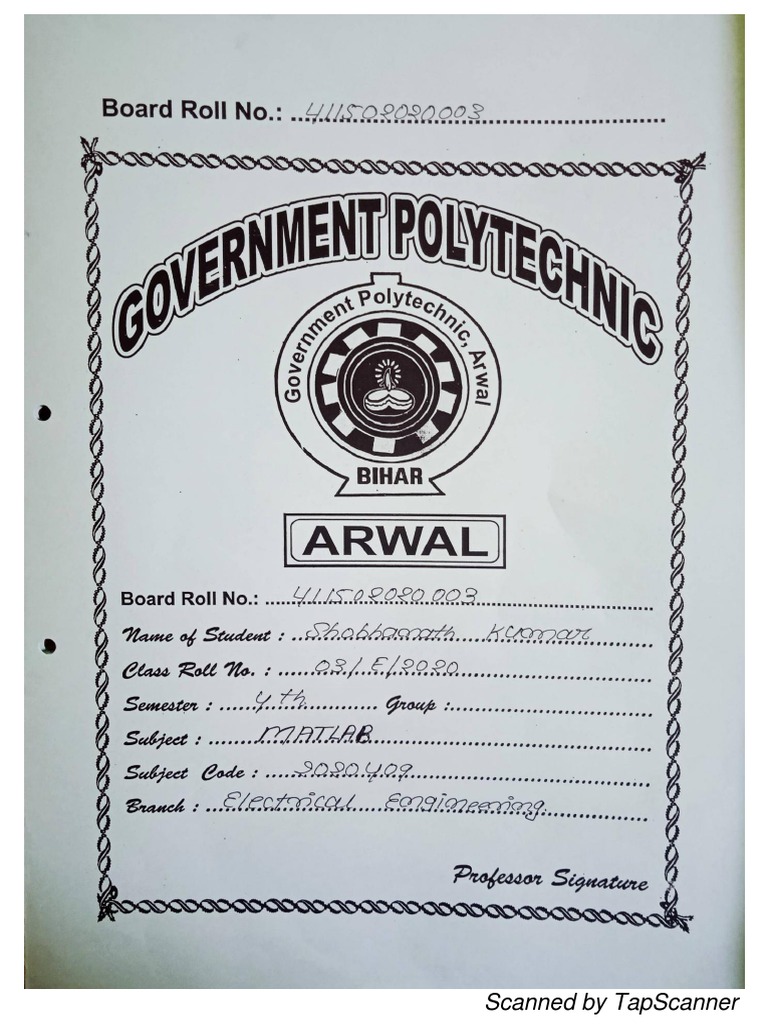 Board Roll No.: 411502020003
GOVERNMENT POLYTECHNIC
Government Polytechnic, Arwal
BIHAR
ARWAL
Board Roll No.: 411502020003
Name of Student : Shobhanath Kumar
Class Roll No. : 03/E/2020
Semester : 4th Group :
Subject : MATLAB
Subject Code : 2020409
Branch : Electrical Engineering
Professor Signature
Scanned by TapScanner